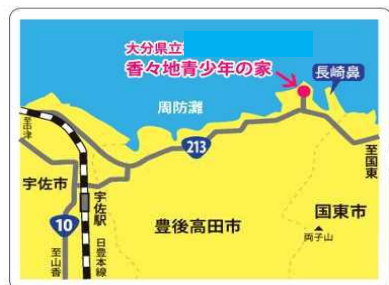 大分県立
香々地青少年の家
長崎鼻
周防灘
至中津
213
至国東
宇佐市
宇佐駅
国東市
10
豊後高田市
両子山
至山香
日豊本線